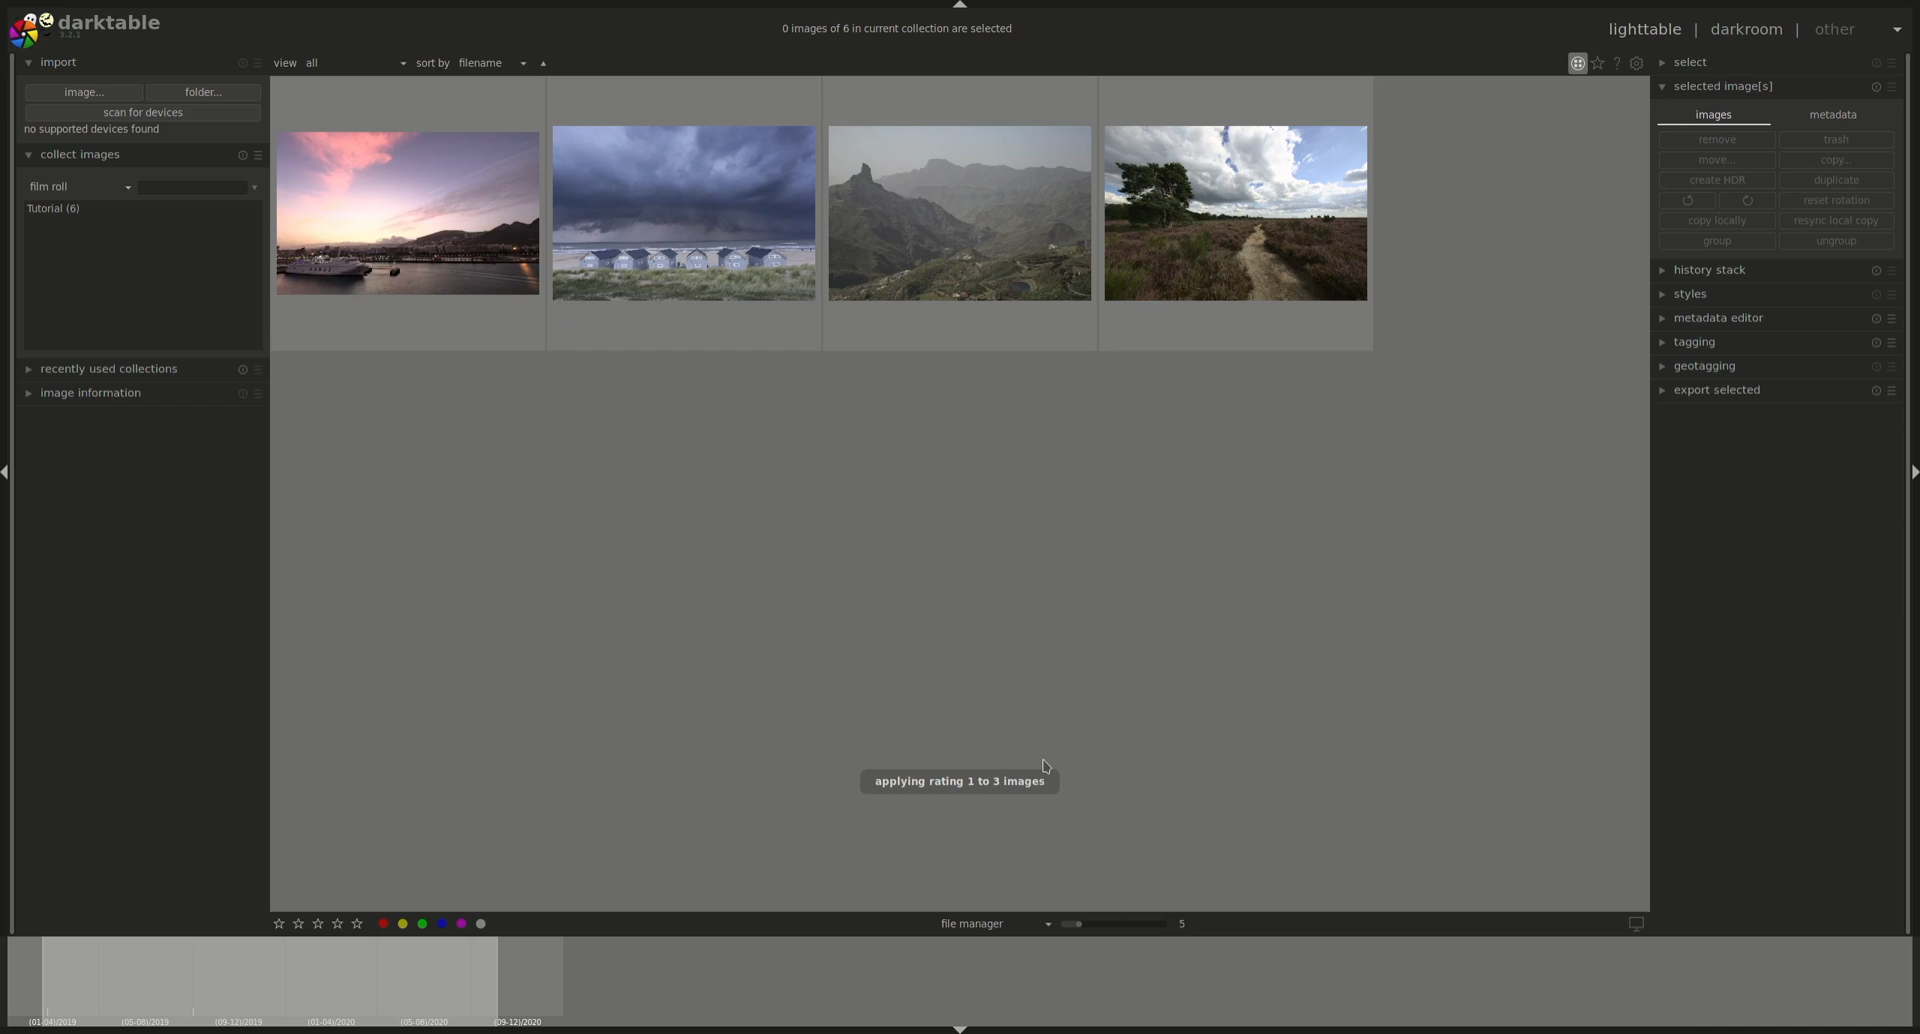 darktable
3.2.1
0 images of 6 in current collection are selected
lighttable | darkroom | other
import
image... folder...
scan for devices
no supported devices found
collect images
film roll
Tutorial (6)
recently used collections
image information
view all sort by filename
?
ARMAS
applying rating 1 to 3 images
file manager 5
select
selected image[s]
images metadata
remove trash
move... copy...
create HDR duplicate
reset rotation
copy locally resync local copy
group ungroup
history stack
styles
metadata editor
tagging
geotagging
export selected
(01-04)/2019 (05-08)/2019 (09-12)/2019 (01-04)/2020 (05-08)/2020 (09-12)/2020